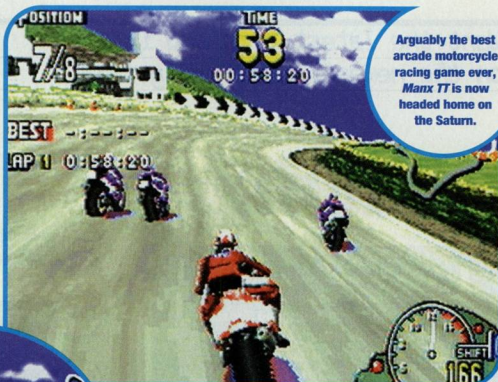 POSITION
7/8
TIME
53
00:58:20
Arguably the best
arcade motorcycle
racing game ever,
Manx TT is now
headed home on
the Saturn.
BEST -:--:--
LAP 1 0:58:20
SHIFT
166